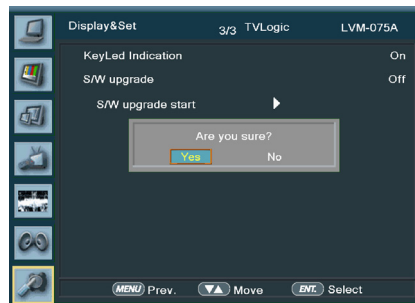 Display&Set 3/3 TVLogic LVM-075A
KeyLed Indication On
S/W upgrade Off
S/W upgrade start
Are you sure?
Yes No
MENU Prev. Move ENT. Select